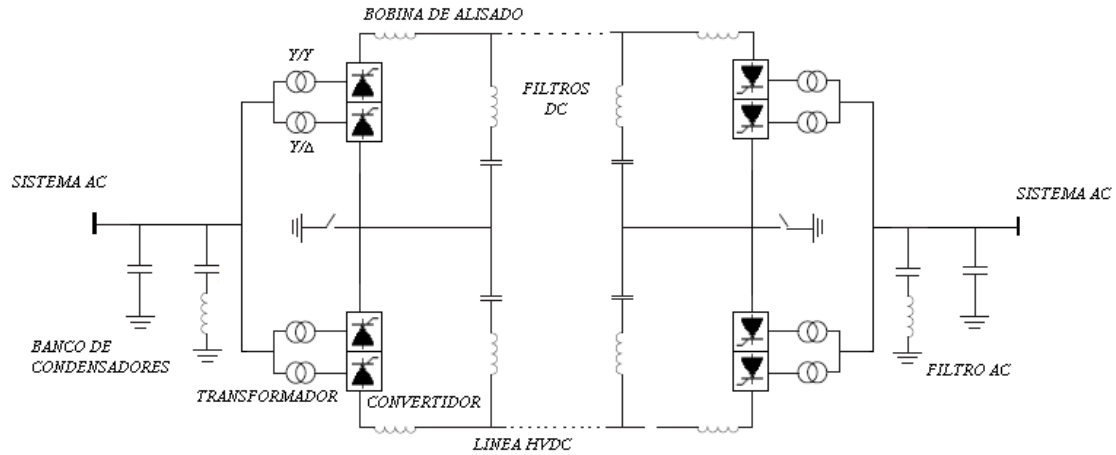 BOBINA DE ALISADO
Y/Y
FILTROS
DC
Y/Δ
SISTEMA AC
SISTEMA AC
BANCO DE
CONDENSADORES
FILTRO AC
TRANSFORMADOR
CONVERTIDOR
LINEA HVDC